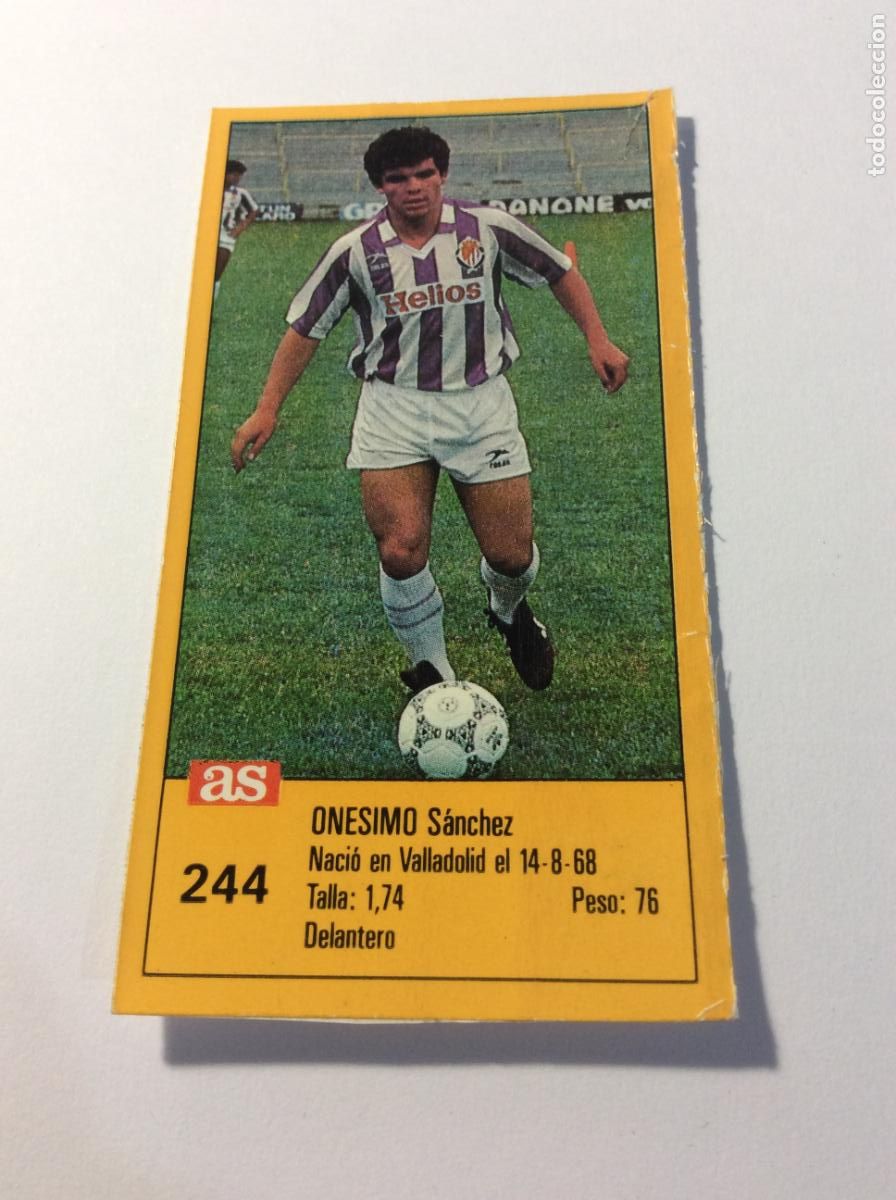 todocoleccion
DANONE
Helios
as
ONESIMO Sánchez
Nació en Valladolid el 14-8-68
244
Talla: 1,74 Peso: 76
Delantero